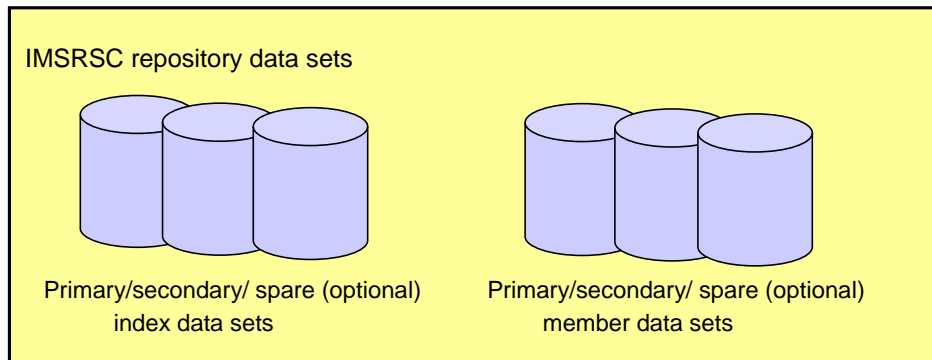 IMSRSC repository data sets
Primary/secondary/ spare (optional)
index data sets
Primary/secondary/ spare (optional)
member data sets